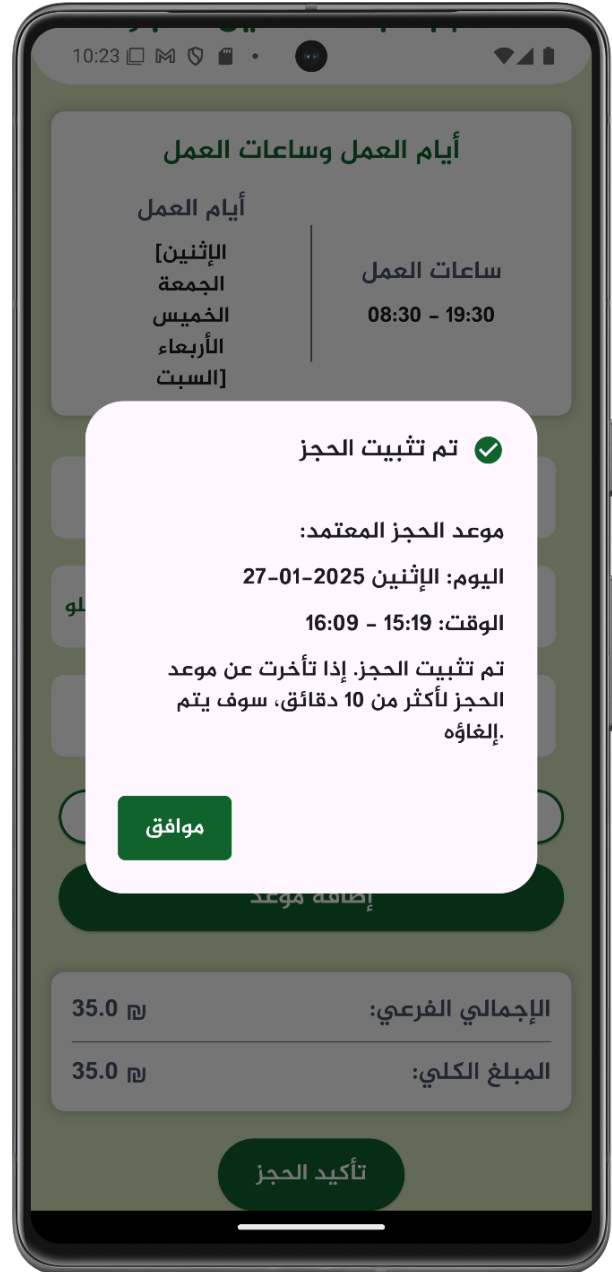 10:23
أيام العمل وساعات العمل
ساعات العمل
08:30 - 19:30
أيام العمل
[الإثنين
الجمعة
الخميس
الأربعاء
السبت]
تم تثبيت الحجز
موعد الحجز المعتمد:
اليوم: الإثنين 2025-01-27
الوقت: 15:19 - 16:09
تم تثبيت الحجز. إذا تأخرت عن موعد
الحجز لأكثر من 10 دقائق، سوف يتم
إلغاؤه.
موافق
إضافة موعد
الإجمالي الفرعي: 35.0 ₪
المبلغ الكلي: 35.0 ₪
تأكيد الحجز